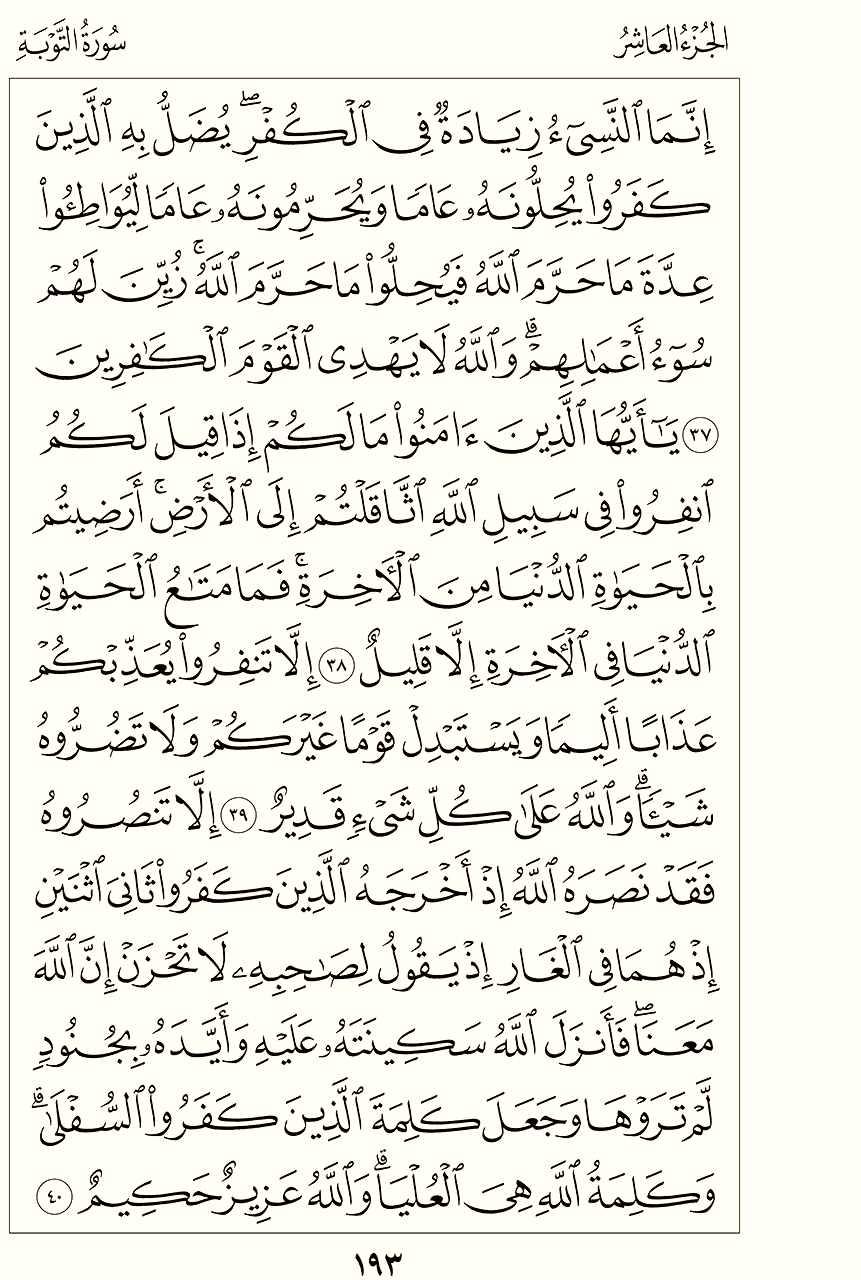 الجُزْءُ العَاشِرُ
سُورَةُ التَّوْبَةِ
إِنَّمَا ٱلنَّسِىٓءُ زِيَادَةٌ فِى ٱلْكُفْرِ ۖ يُضَلُّ بِهِ ٱلَّذِينَ
كَفَرُوا۟ يُحِلُّونَهُۥ عَامًا وَيُحَرِّمُونَهُۥ عَامًا لِّيُوَاطِـُٔوا۟
عِدَّةَ مَا حَرَّمَ ٱللَّهُ فَيُحِلُّوا۟ مَا حَرَّمَ ٱللَّهُ ۚ زُيِّنَ لَهُمْ
سُوٓءُ أَعْمَـٰلِهِمْ ۗ وَٱللَّهُ لَا يَهْدِى ٱلْقَوْمَ ٱلْكَـٰفِرِينَ
٣٧ يَـٰٓأَيُّهَا ٱلَّذِينَ ءَامَنُوا۟ مَا لَكُمْ إِذَا قِيلَ لَكُمُ
ٱنفِرُوا۟ فِى سَبِيلِ ٱللَّهِ ٱثَّاقَلْتُمْ إِلَى ٱلْأَرْضِ ۚ أَرَضِيتُم
بِٱلْحَيَوٰةِ ٱلدُّنْيَا مِنَ ٱلْـَٔاخِرَةِ ۚ فَمَا مَتَـٰعُ ٱلْحَيَوٰةِ
ٱلدُّنْيَا فِى ٱلْـَٔاخِرَةِ إِلَّا قَلِيلٌ ٣٨ إِلَّا تَنفِرُوا۟ يُعَذِّبْكُمْ
عَذَابًا أَلِيمًا وَيَسْتَبْدِلْ قَوْمًا غَيْرَكُمْ وَلَا تَضُرُّوهُ
شَيْـًٔا ۗ وَٱللَّهُ عَلَىٰ كُلِّ شَىْءٍ قَدِيرٌ ٣٩ إِلَّا تَنصُرُوهُ
فَقَدْ نَصَرَهُ ٱللَّهُ إِذْ أَخْرَجَهُ ٱلَّذِينَ كَفَرُوا۟ ثَانِىَ ٱثْنَيْنِ
إِذْ هُمَا فِى ٱلْغَارِ إِذْ يَقُولُ لِصَـٰحِبِهِۦ لَا تَحْزَنْ إِنَّ ٱللَّهَ
مَعَنَا ۖ فَأَنزَلَ ٱللَّهُ سَكِينَتَهُۥ عَلَيْهِ وَأَيَّدَهُۥ بِجُنُودٍ
لَّمْ تَرَوْهَا وَجَعَلَ كَلِمَةَ ٱلَّذِينَ كَفَرُوا۟ ٱلسُّفْلَىٰ ۗ
وَكَلِمَةُ ٱللَّهِ هِىَ ٱلْعُلْيَا ۗ وَٱللَّهُ عَزِيزٌ حَكِيمٌ ٤٠
١٩٣